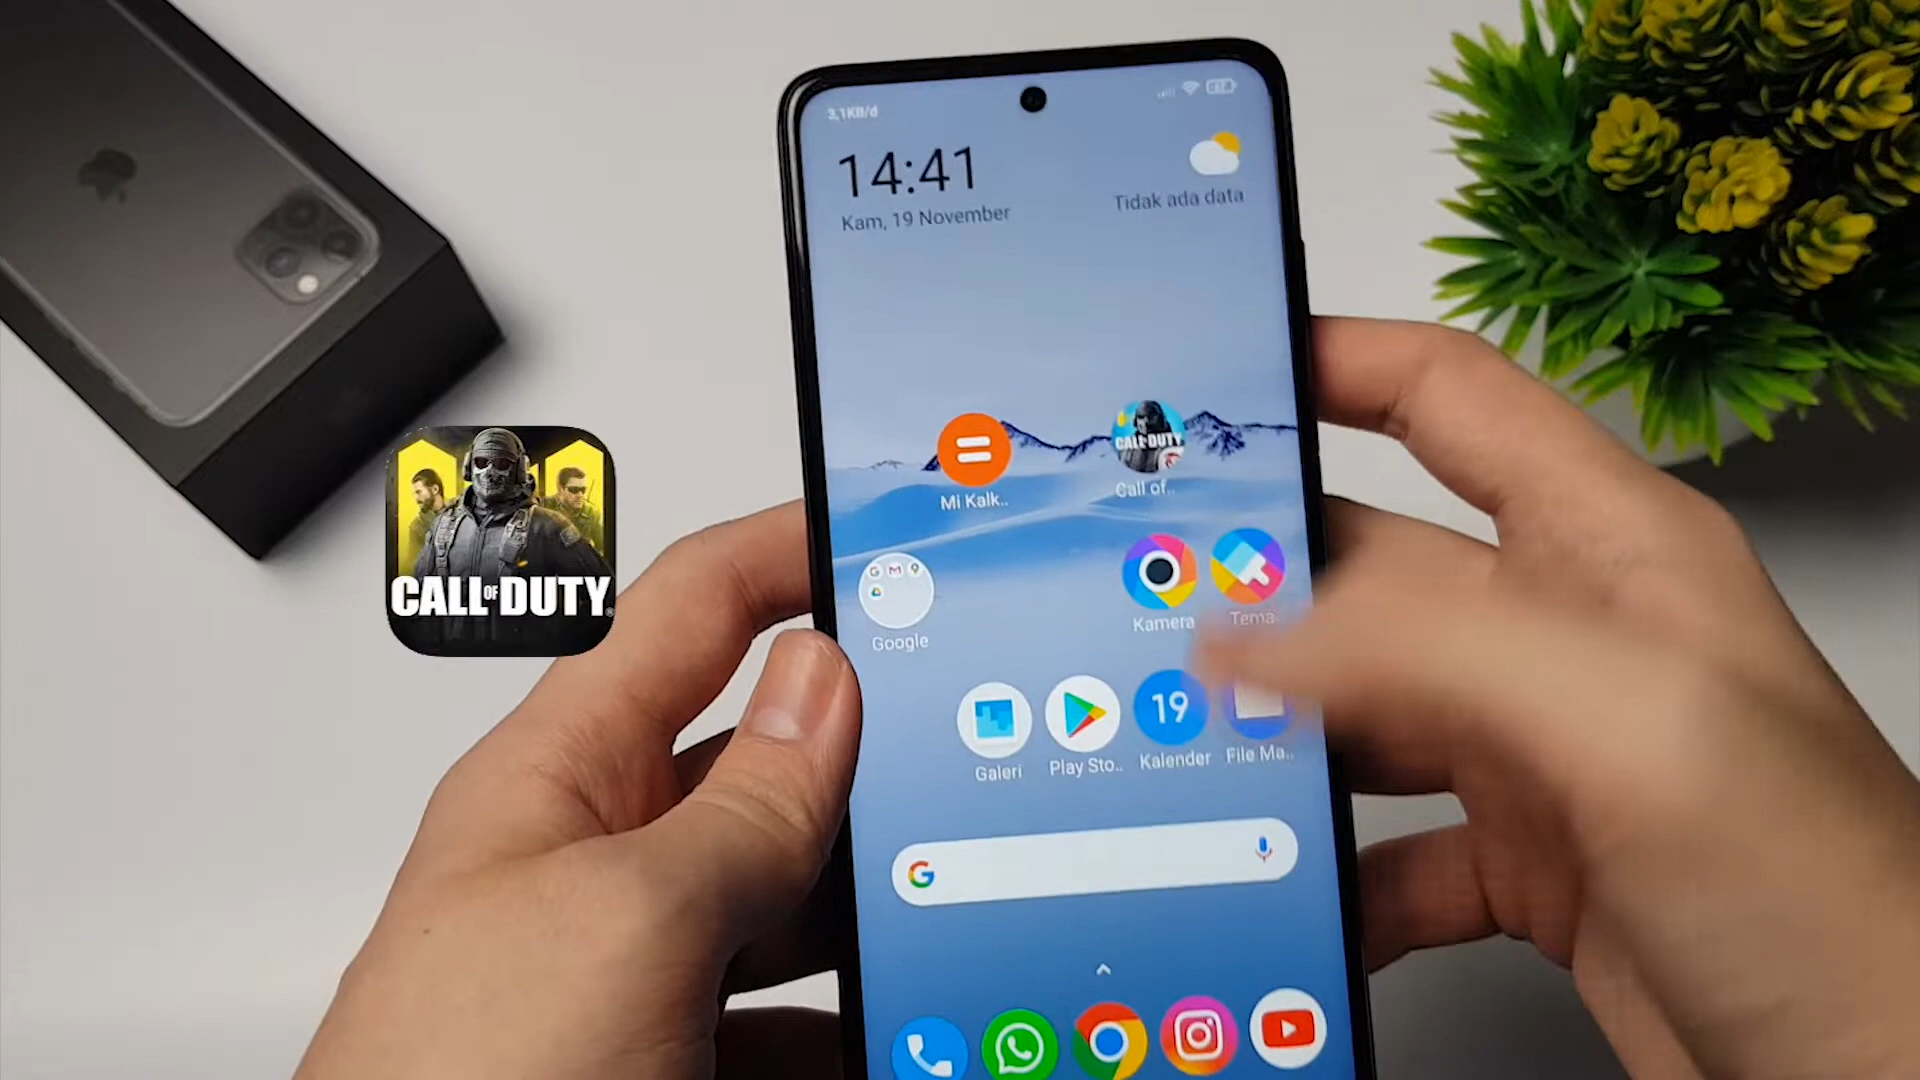 3,1KB/d
14:41
Kam, 19 November
Tidak ada data
CALL OF DUTY
Mi Kalk..
Call of..
CALL OF DUTY
Google
Kamera
Tema
19
Galeri
Play Sto..
Kalender
File Ma..